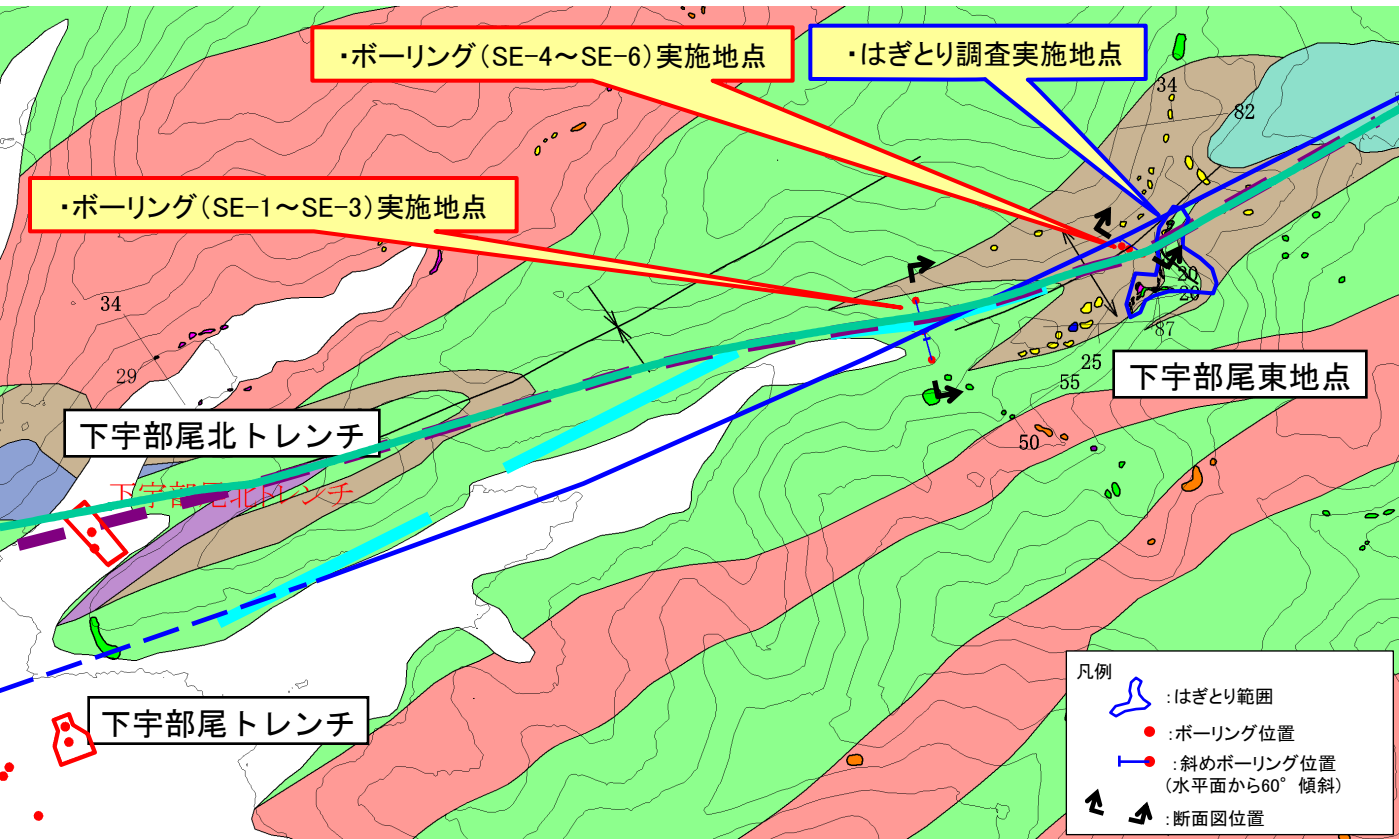 ・ボーリング(SE-4~SE-6)実施地点
・はぎとり調査実施地点
34
82
・ボーリング(SE-1~SE-3)実施地点
34
29
20
20
87
25
55
50
下宇部尾東地点
下宇部尾北トレンチ
下宇部尾北トレンチ
下宇部尾トレンチ
凡例
:はぎとり範囲
:ボーリング位置
:斜めボーリング位置
(水平面から60°傾斜)
:断面図位置